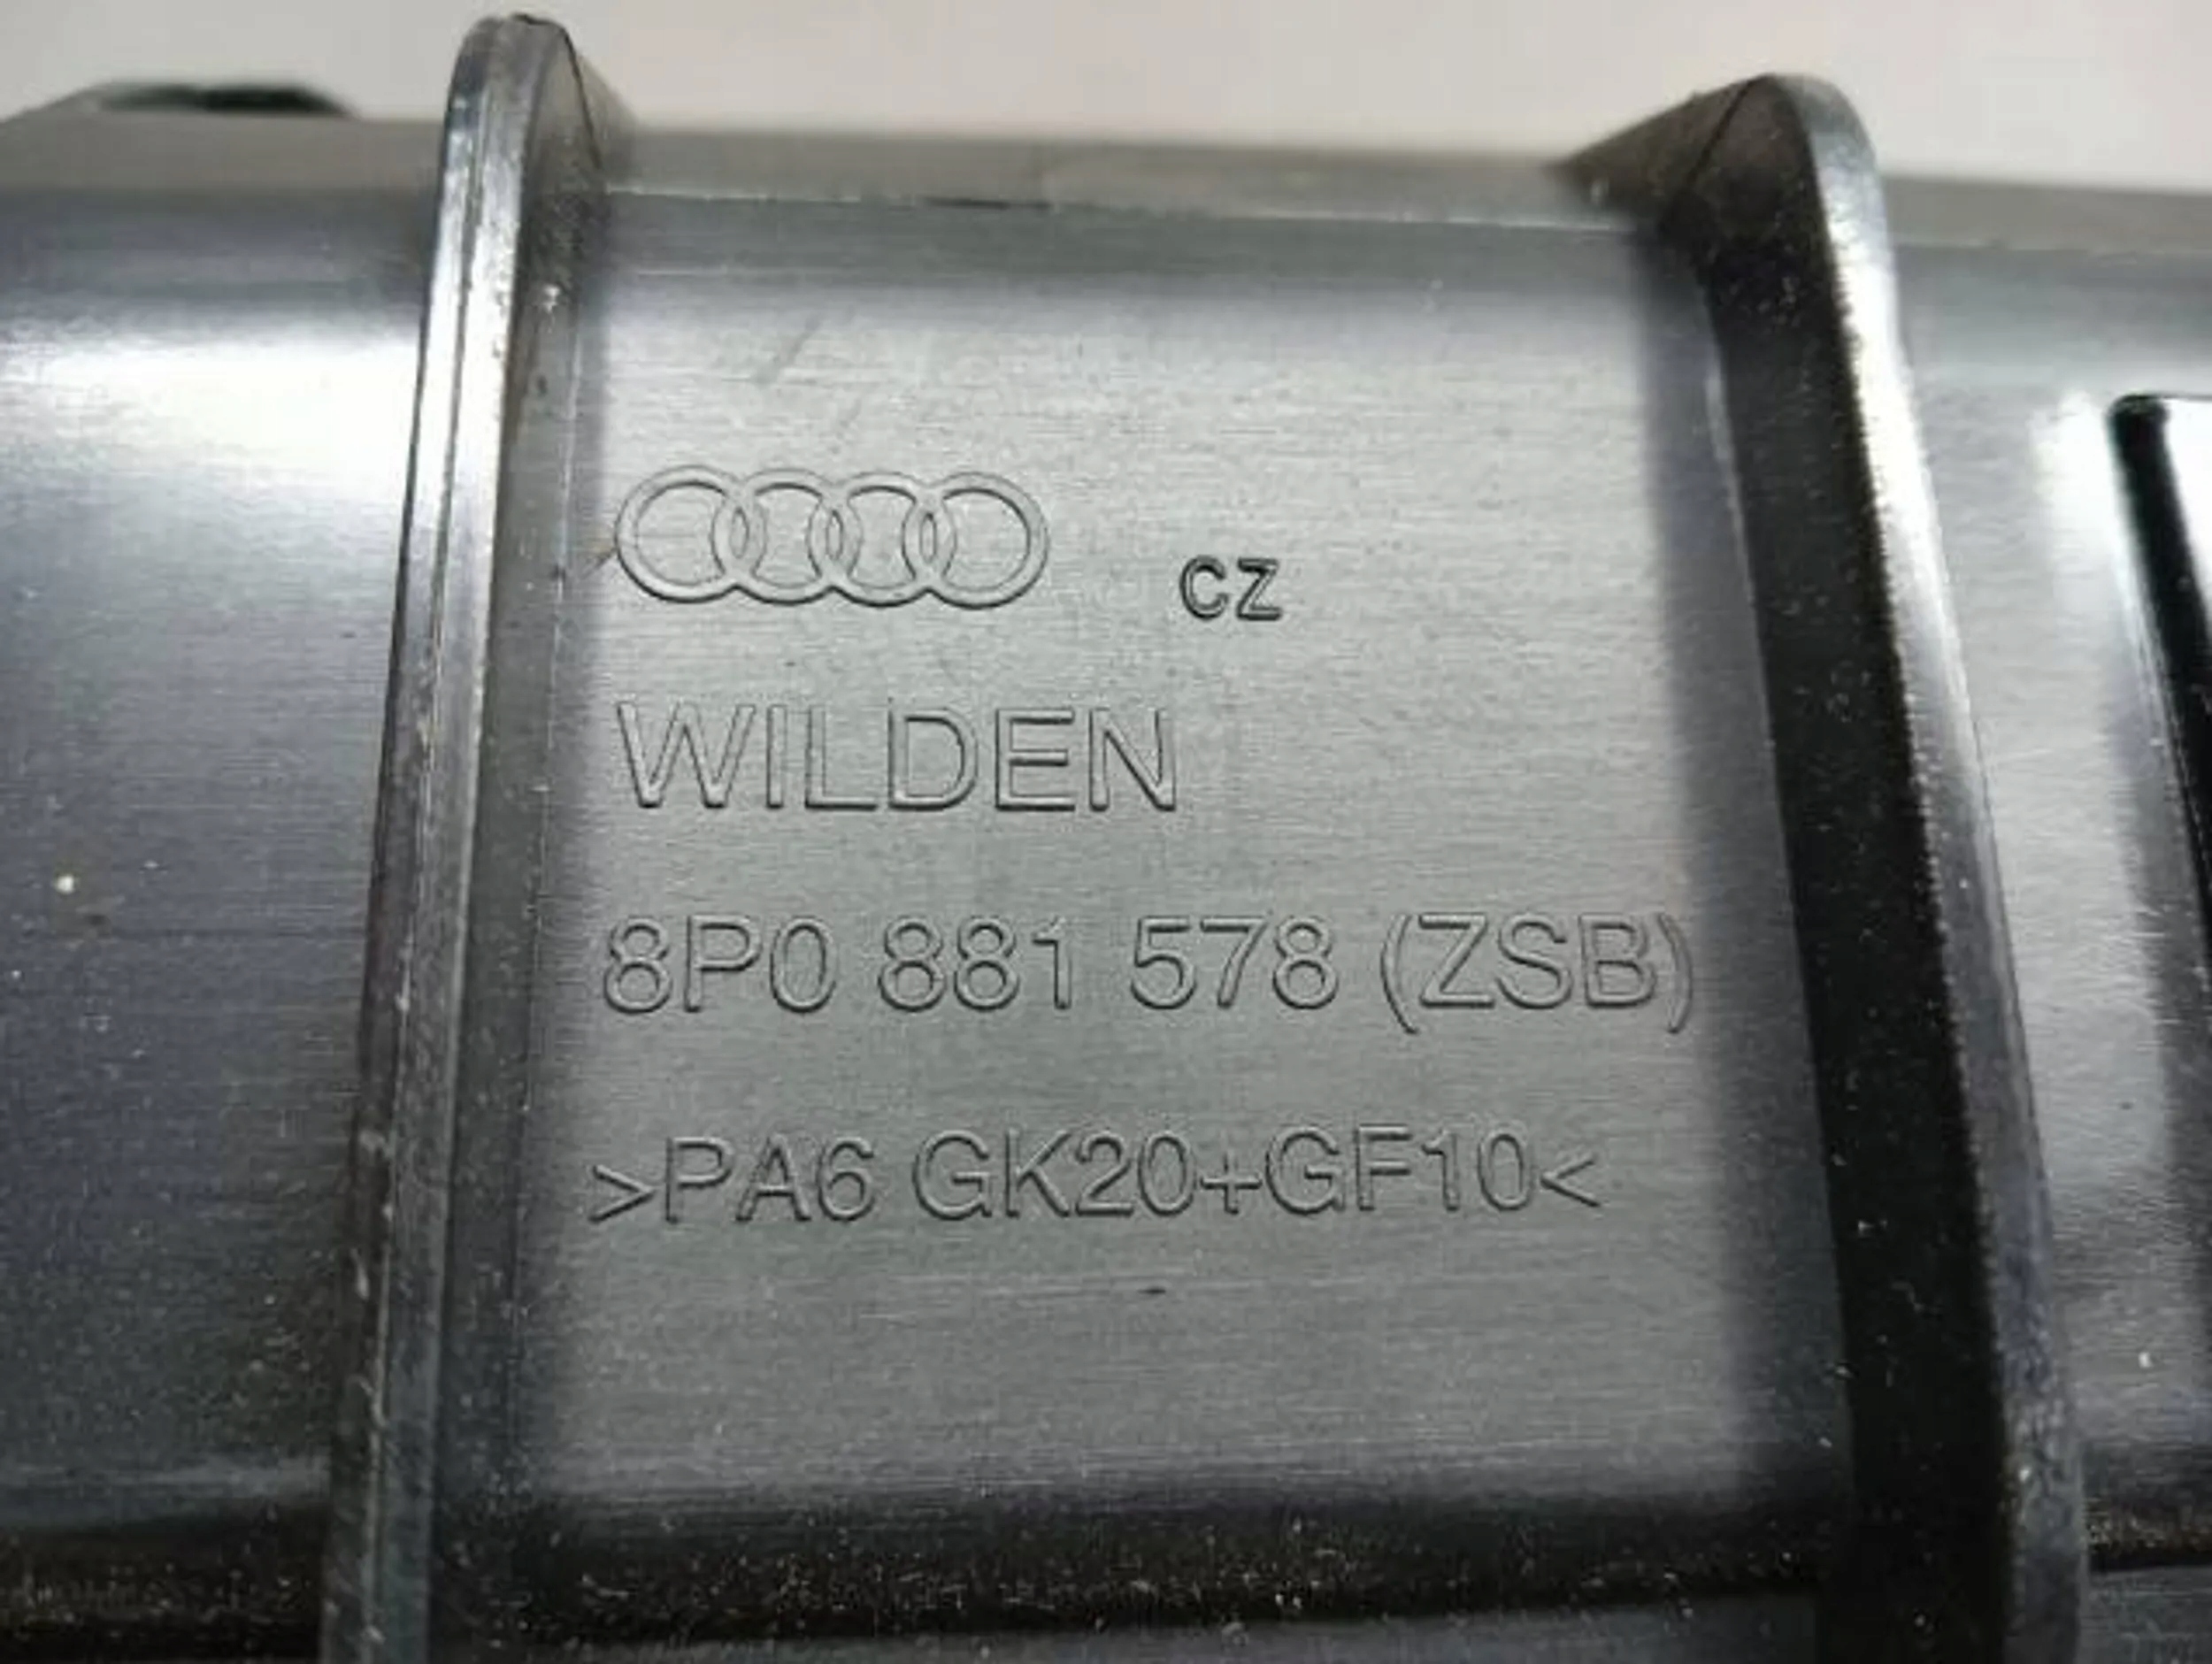 CZ
WILDEN
8P0 881 578 (ZSB)
>PA6 GK20+GF10<